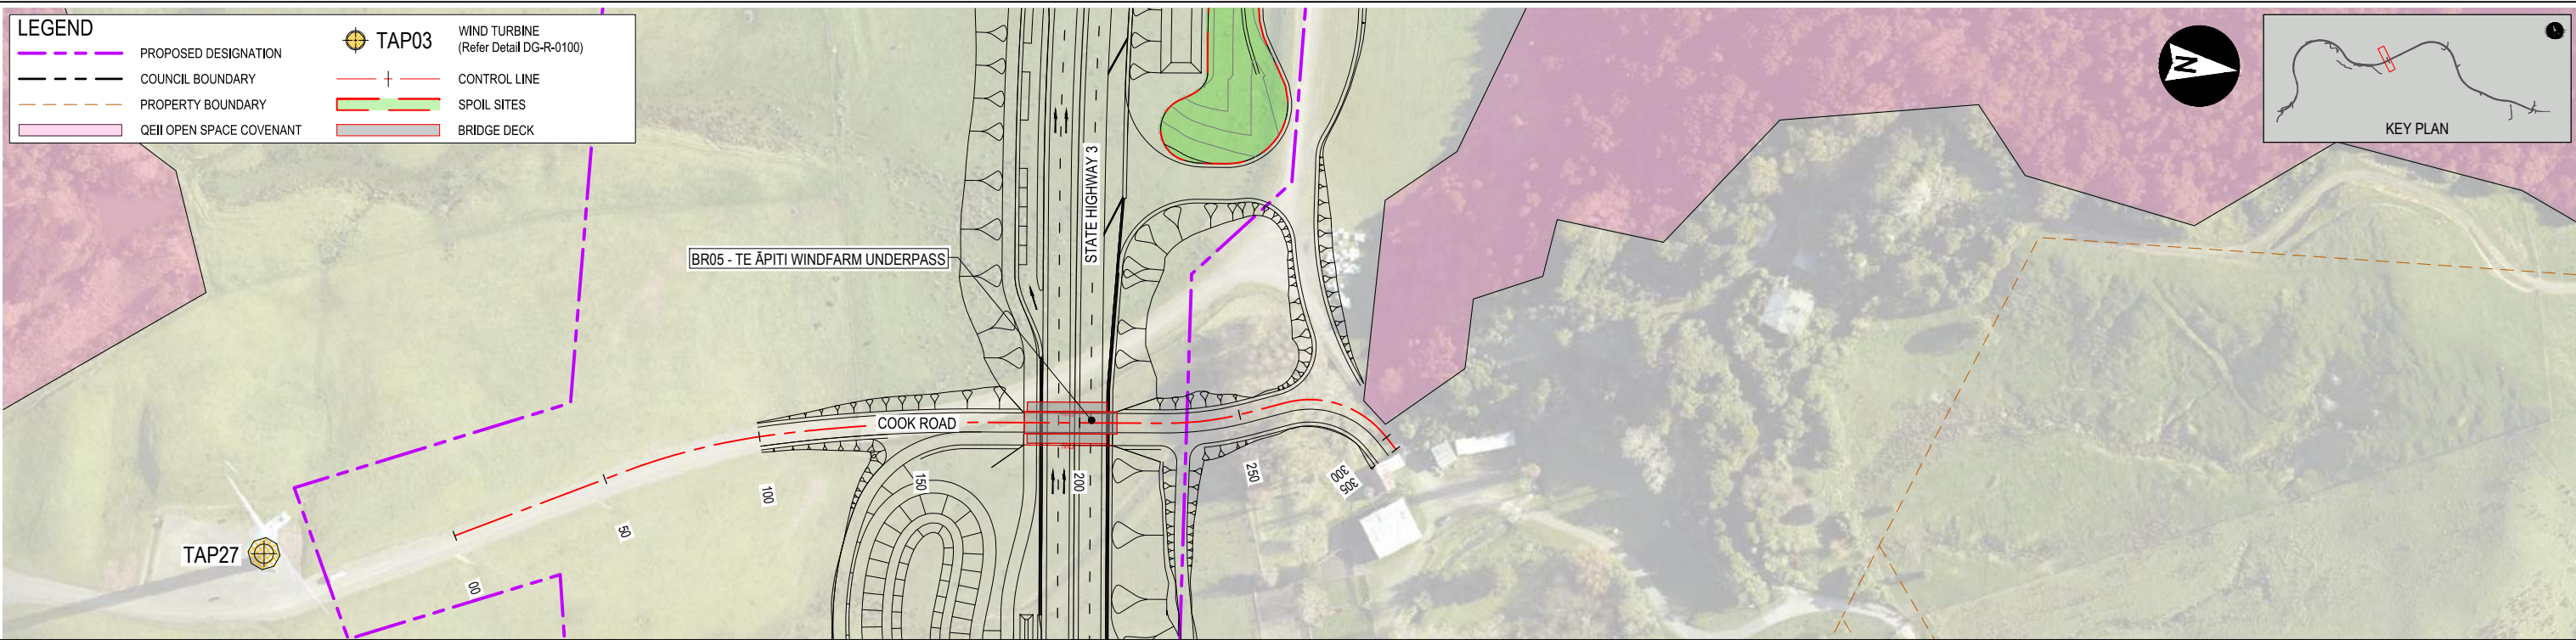 LEGEND
PROPOSED DESIGNATION
COUNCIL BOUNDARY
PROPERTY BOUNDARY
QEII OPEN SPACE COVENANT
TAP03
WIND TURBINE
(Refer Detail DG-R-0100)
CONTROL LINE
SPOIL SITES
BRIDGE DECK
N
KEY PLAN
STATE HIGHWAY 3
BR05 - TE ĀPITI WINDFARM UNDERPASS
COOK ROAD
TAP27
00
50
100
150
200
250
300
305